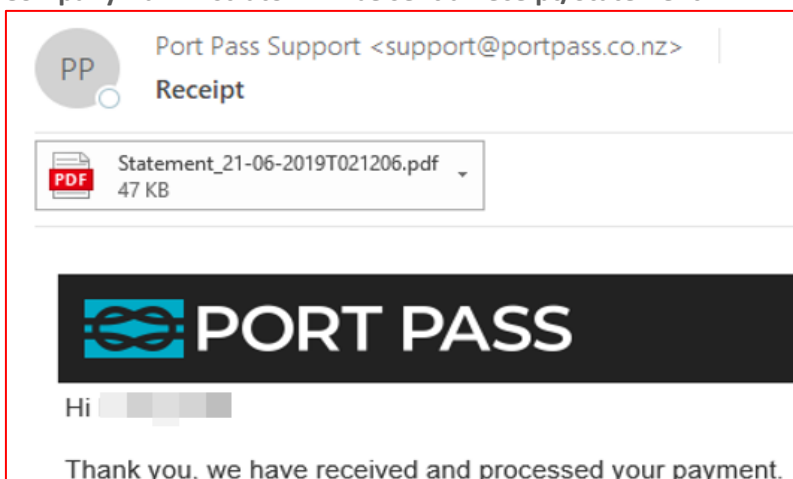 PP
Port Pass Support <support@portpass.co.nz>
Receipt
PDF
Statement_21-06-2019T021206.pdf
47 KB
PORT PASS
Hi
Thank you, we have received and processed your payment.